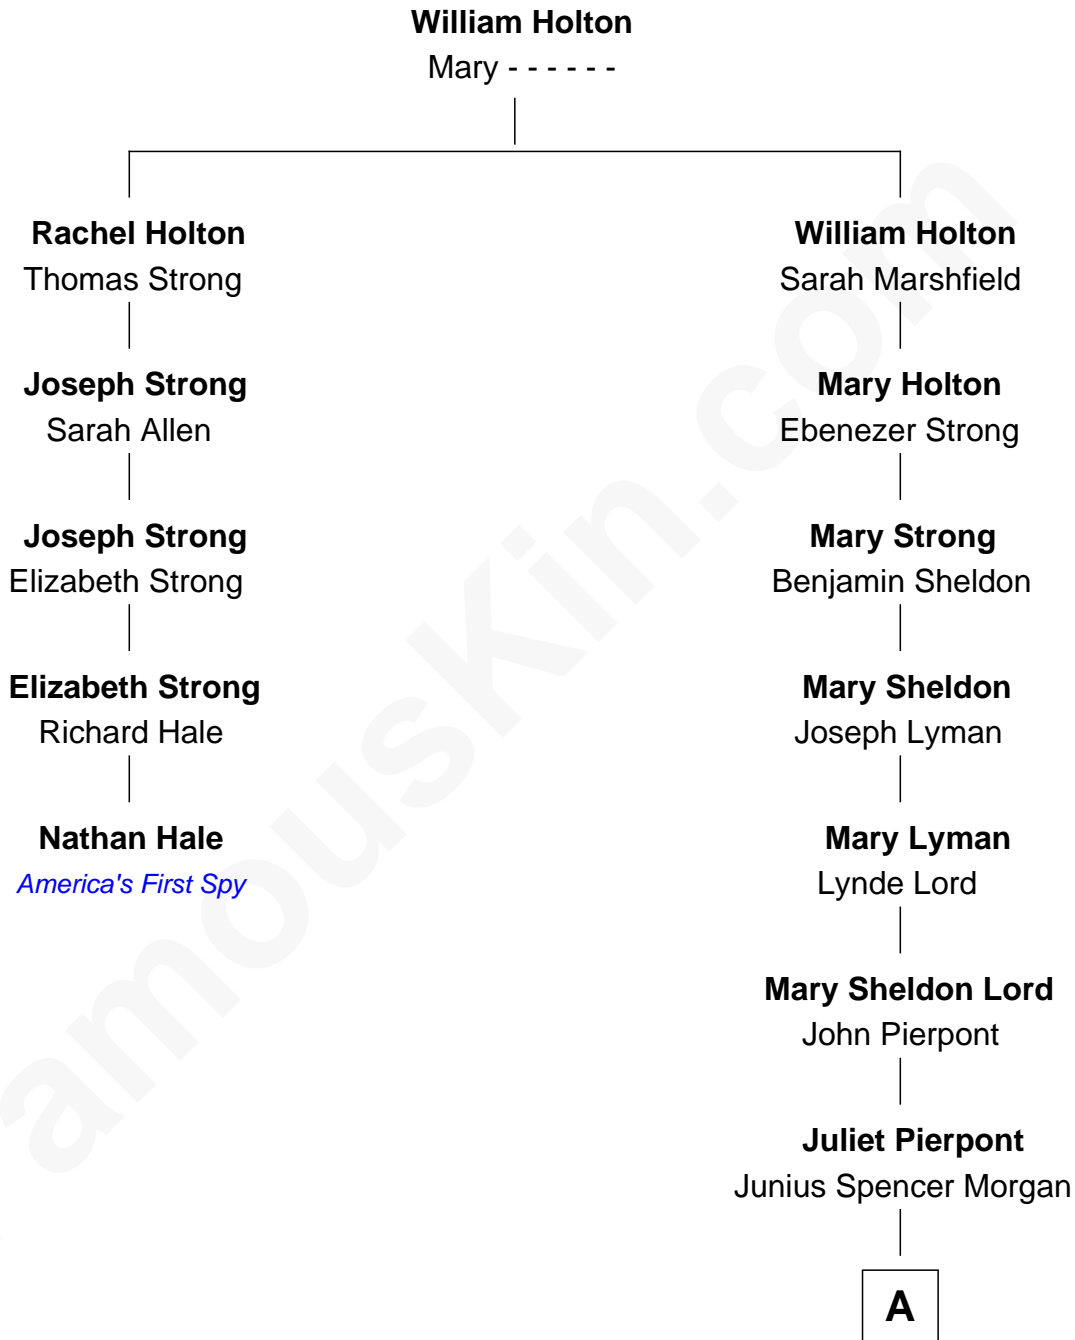 William Holton
Mary - - - - - -
Rachel Holton
Thomas Strong
William Holton
Sarah Marshfield
Joseph Strong
Sarah Allen
Mary Holton
Ebenezer Strong
Joseph Strong
Elizabeth Strong
Mary Strong
Benjamin Sheldon
Elizabeth Strong
Richard Hale
Mary Sheldon
Joseph Lyman
Nathan Hale
America's First Spy
Mary Lyman
Lynde Lord
Mary Sheldon Lord
John Pierpont
Juliet Pierpont
Junius Spencer Morgan
A
amouskin.com